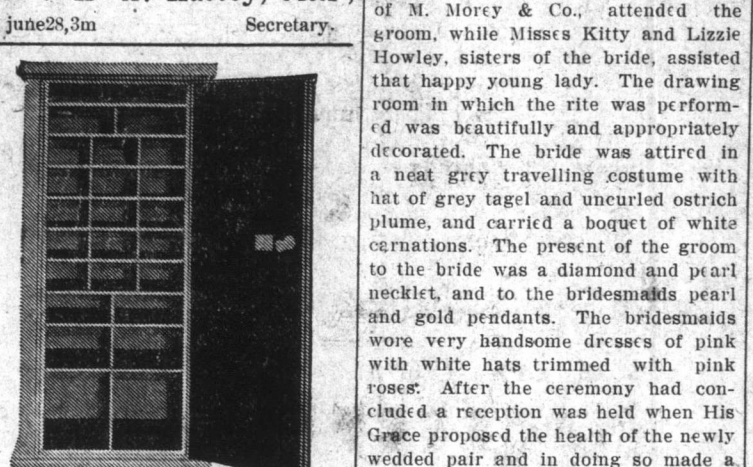 june28,3m Secretary.
of M. Morey & Co., attended the
groom, while Misses Kitty and Lizzie
Howley, sisters of the bride, assisted
that happy young lady. The drawing
room in which the rite was perform-
ed was beautifully and appropriately
decorated. The bride was attired in
a neat grey travelling costume with
hat of grey tagel and uncurled ostrich
plume, and carried a boquet of white
carnations. The present of the groom
to the bride was a diamond and pearl
necklet, and to the bridesmaids pearl
and gold pendants. The bridesmaids
wore very handsome dresses of pink
with white hats trimmed with pink
roses. After the ceremony had con-
cluded a reception was held when His
Grace proposed the health of the newly
wedded pair and in doing so made a